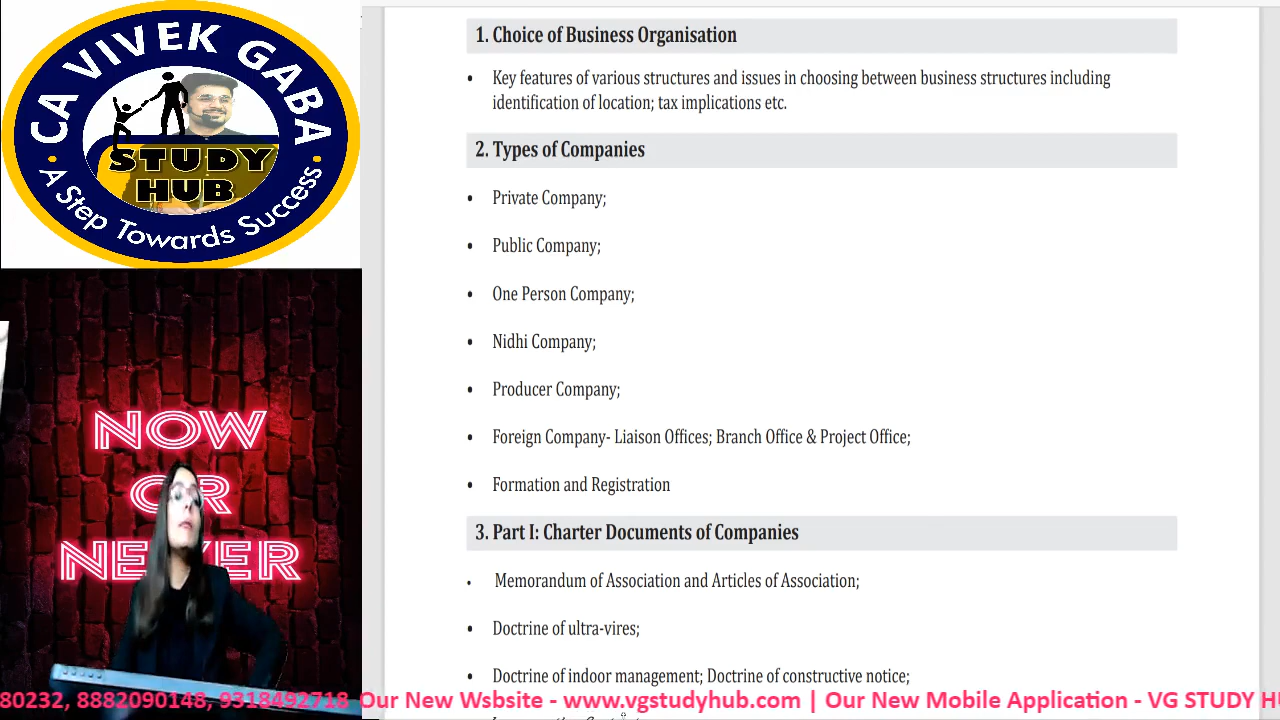 CA VIVEK GABA
STUDY
HUB
A Step Towards Success
NOW
OR
NEVER
1. Choice of Business Organisation
• Key features of various structures and issues in choosing between business structures including
identification of location; tax implications etc.
2. Types of Companies
• Private Company;
• Public Company;
• One Person Company;
• Nidhi Company;
• Producer Company;
• Foreign Company- Liaison Offices; Branch Office & Project Office;
• Formation and Registration
3. Part I: Charter Documents of Companies
• Memorandum of Association and Articles of Association;
• Doctrine of ultra-vires;
• Doctrine of indoor management; Doctrine of constructive notice;
80232, 8882090148, 9318492718 Our New Wsbsite - www.vgstudyhub.com | Our New Mobile Application - VG STUDY H